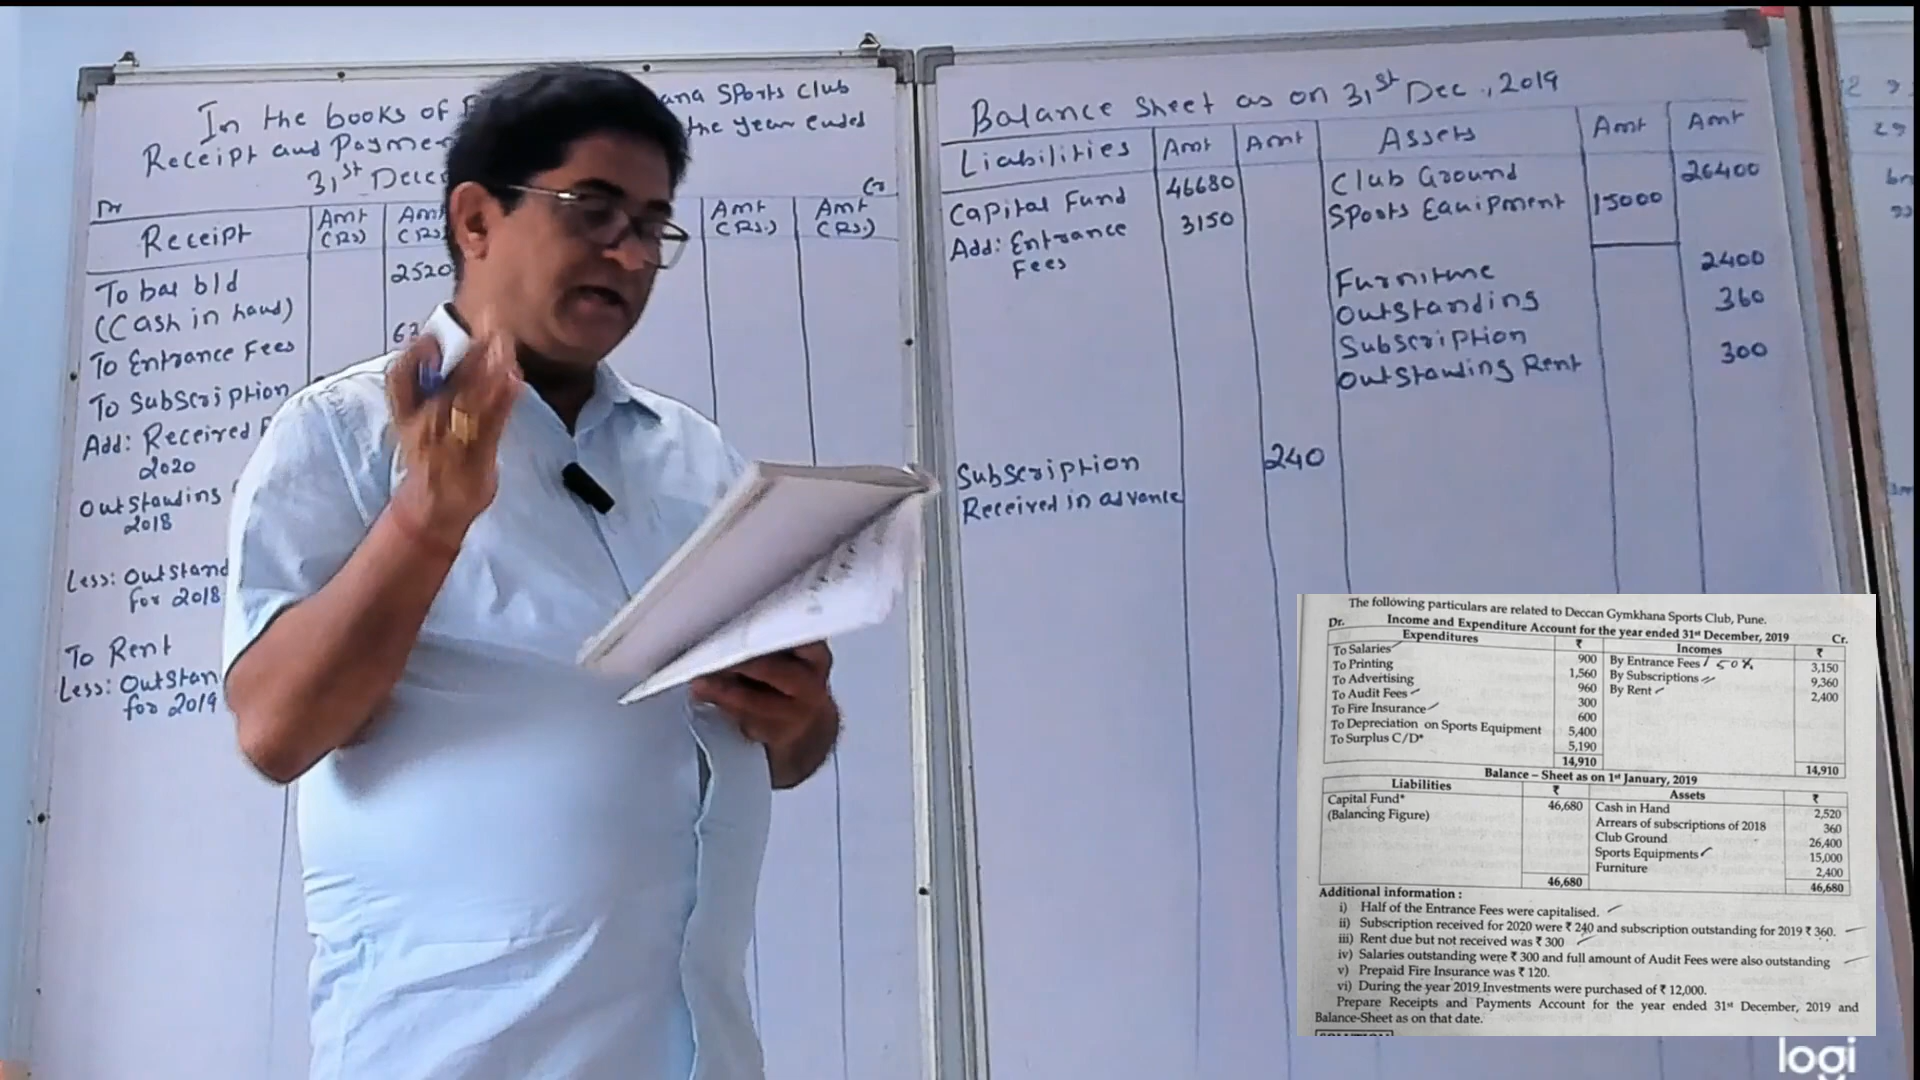 In the books of
ana Sports Club
Receipt and Payme
the year ended
31st Dece
Dr
Cr
Receipt
Amt
(Rs)
Amt
(Rs
Amt
(Rs.)
Amt
(Rs.)
To bal b/d
2520
(Cash in hand)
To Entrance Fees
To Subscription
Add: Received
2020
Outstanding
2018
Less: Outstand
for 2018
To Rent
Less: Outstan
for 2019
Balance Sheet as on 31st Dec., 2019
Liabilities Amt Amt Assets Amt Amt
Capital Fund 46680 Club Ground 26400
Add: Entrance 3150 Sports Equipment 15000
Fees
Furniture 2400
Outstanding 360
Subscription
Outstanding Rent 300
Subscription 240
Received in advance
The following particulars are related to Deccan Gymkhana Sports Club, Pune.
Dr. Income and Expenditure Account for the year ended 31st December, 2019 Cr.
Expenditures ₹ Incomes ₹
To Salaries 900 By Entrance Fees 50% 3,150
To Printing 1,560 By Subscriptions 9,360
To Advertising 960 By Rent 2,400
To Audit Fees 300
To Fire Insurance 600
To Depreciation on Sports Equipment 5,400
To Surplus C/D* 5,190
14,910 14,910
Balance – Sheet as on 1st January, 2019
Liabilities ₹ Assets ₹
Capital Fund* 46,680 Cash in Hand 2,520
(Balancing Figure) Arrears of subscriptions of 2018 360
Club Ground 26,400
Sports Equipments 15,000
Furniture 2,400
46,680 46,680
Additional information :
i) Half of the Entrance Fees were capitalised.
ii) Subscription received for 2020 were ₹ 240 and subscription outstanding for 2019 ₹ 360.
iii) Rent due but not received was ₹ 300
iv) Salaries outstanding were ₹ 300 and full amount of Audit Fees were also outstanding
v) Prepaid Fire Insurance was ₹ 120.
vi) During the year 2019 Investments were purchased of ₹ 12,000.
Prepare Receipts and Payments Account for the year ended 31st December, 2019 and
Balance-Sheet as on that date.
logi